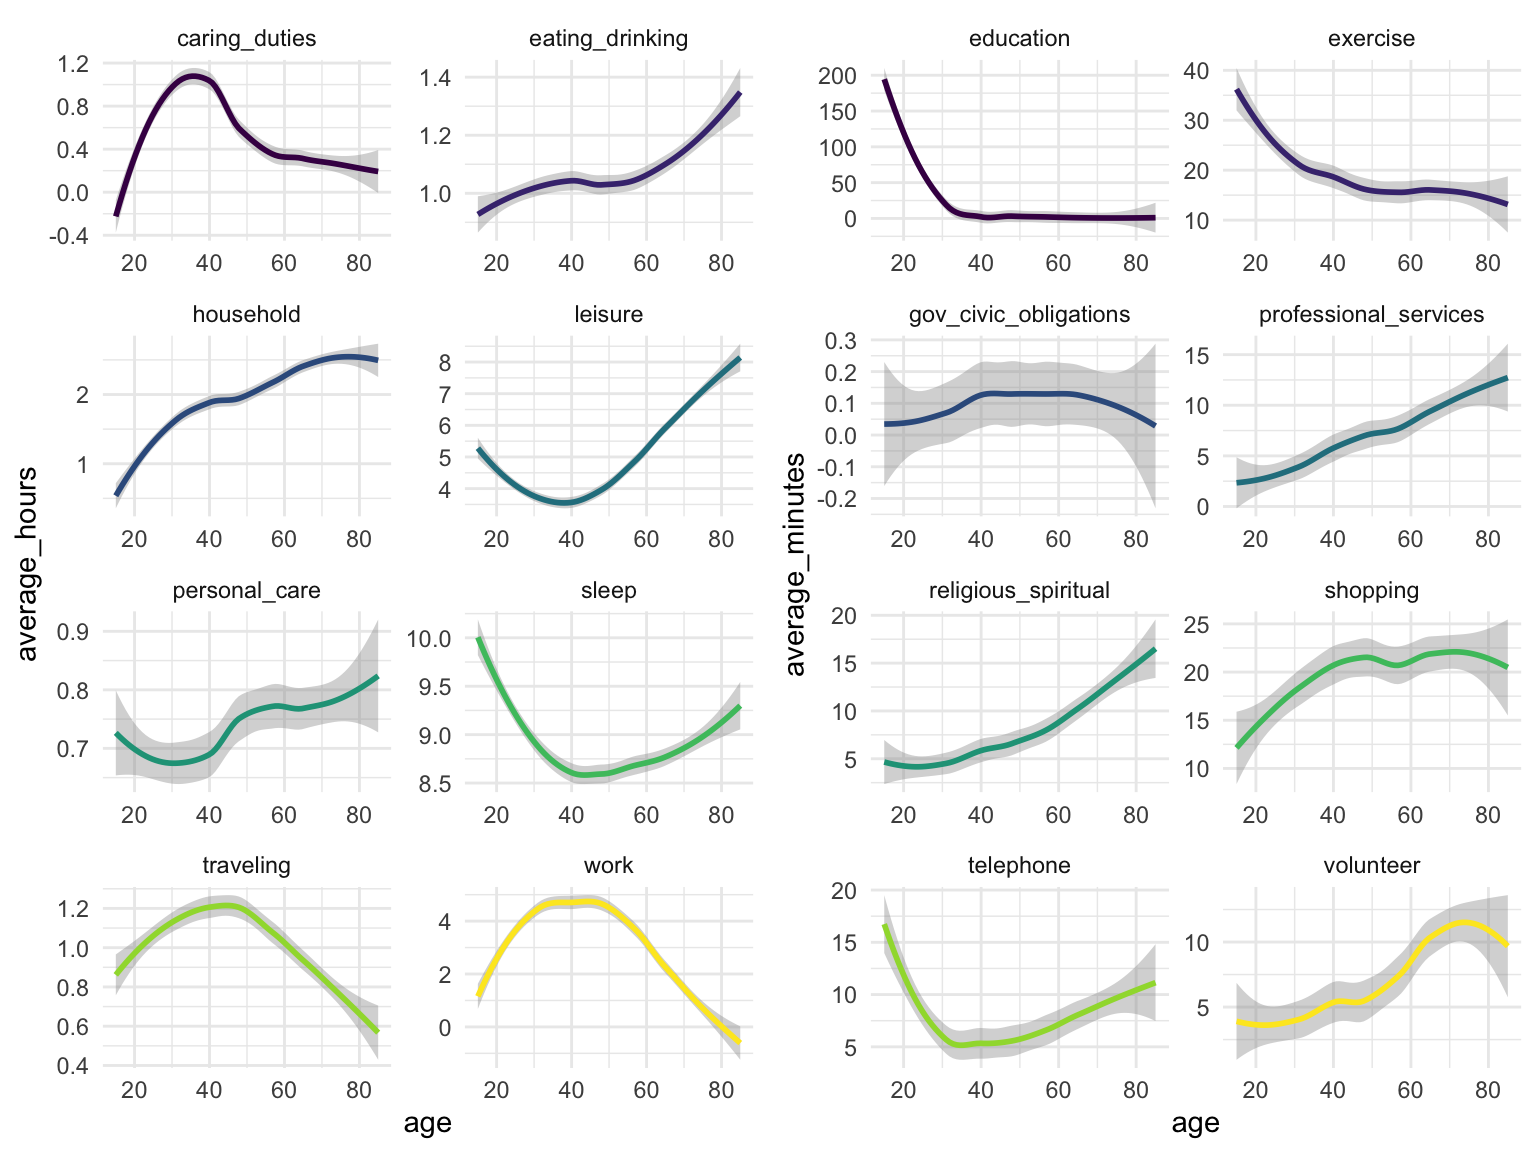 caring_duties
eating_drinking
1.2
0.8
0.4
0.0
-0.4
20 40 60 80
1.4
1.2
1.0
20 40 60 80
household
leisure
2
1
20 40 60 80
8
7
6
5
4
20 40 60 80
personal_care
sleep
0.9
0.8
0.7
20 40 60 80
10.0
9.5
9.0
8.5
20 40 60 80
traveling
work
1.2
1.0
0.8
0.6
0.4
20 40 60 80
4
2
0
20 40 60 80
average_hours
age
education
exercise
200
150
100
50
0
20 40 60 80
40
30
20
10
20 40 60 80
gov_civic_obligations
professional_services
0.3
0.2
0.1
0.0
-0.1
-0.2
20 40 60 80
15
10
5
0
20 40 60 80
religious_spiritual
shopping
20
15
10
5
20 40 60 80
25
20
15
10
20 40 60 80
telephone
volunteer
20
15
10
5
20 40 60 80
10
5
20 40 60 80
average_minutes
age